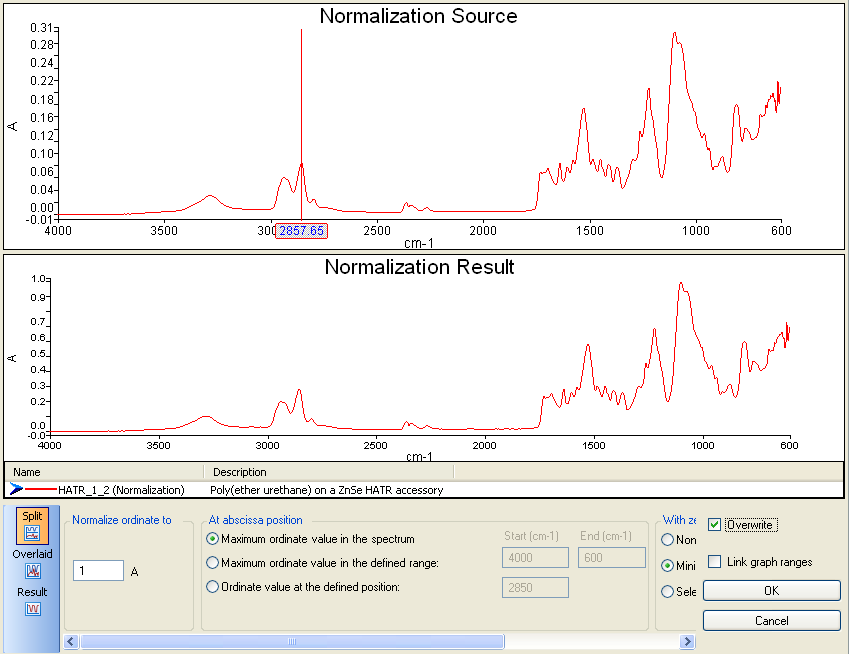 Normalization Source
0.31
0.28
0.24
0.22
0.18
0.16
0.12
0.10
0.06
0.04
0.00
-0.01
A
4000 3500 2500 2000 1500 1000 600
2857.65
cm-1
Normalization Result
1.0
0.9
0.7
0.6
0.5
0.4
0.3
0.2
0.0
-0.0
A
4000 3500 3000 2500 2000 1500 1000 600
cm-1
Name Description
HATR_1_2 (Normalization) Poly(ether urethane) on a ZnSe HATR accessory
Split
Overlaid
Result
Normalize ordinate to
1 A
At abscissa position
Start (cm-1) End (cm-1)
Maximum ordinate value in the spectrum
Maximum ordinate value in the defined range: 4000 600
Ordinate value at the defined position: 2850
With ze
Non
Mini
Sele
Overwrite
Link graph ranges
OK
Cancel